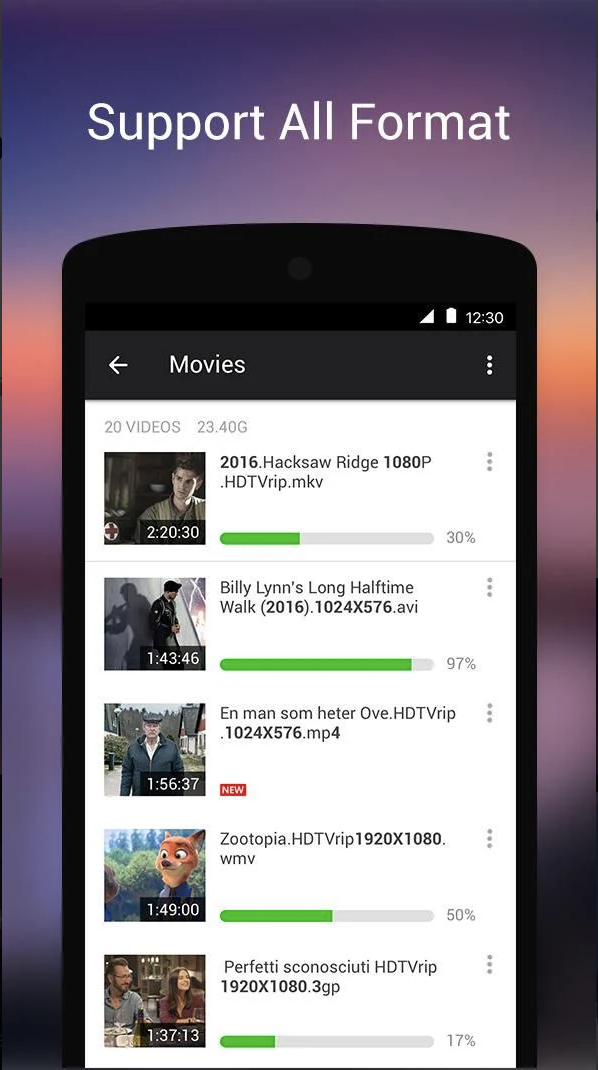 Support All Format
12:30
Movies
20 VIDEOS 23.40G
2016.Hacksaw Ridge 1080P
.HDTVrip.mkv
2:20:30
30%
Billy Lynn's Long Halftime
Walk (2016).1024X576.avi
1:43:46
97%
En man som heter Ove.HDTVrip
.1024X576.mp4
1:56:37
NEW
Zootopia.HDTVrip1920X1080.
wmv
1:49:00
50%
Perfetti sconosciuti HDTVrip
1920X1080.3gp
1:37:13
17%